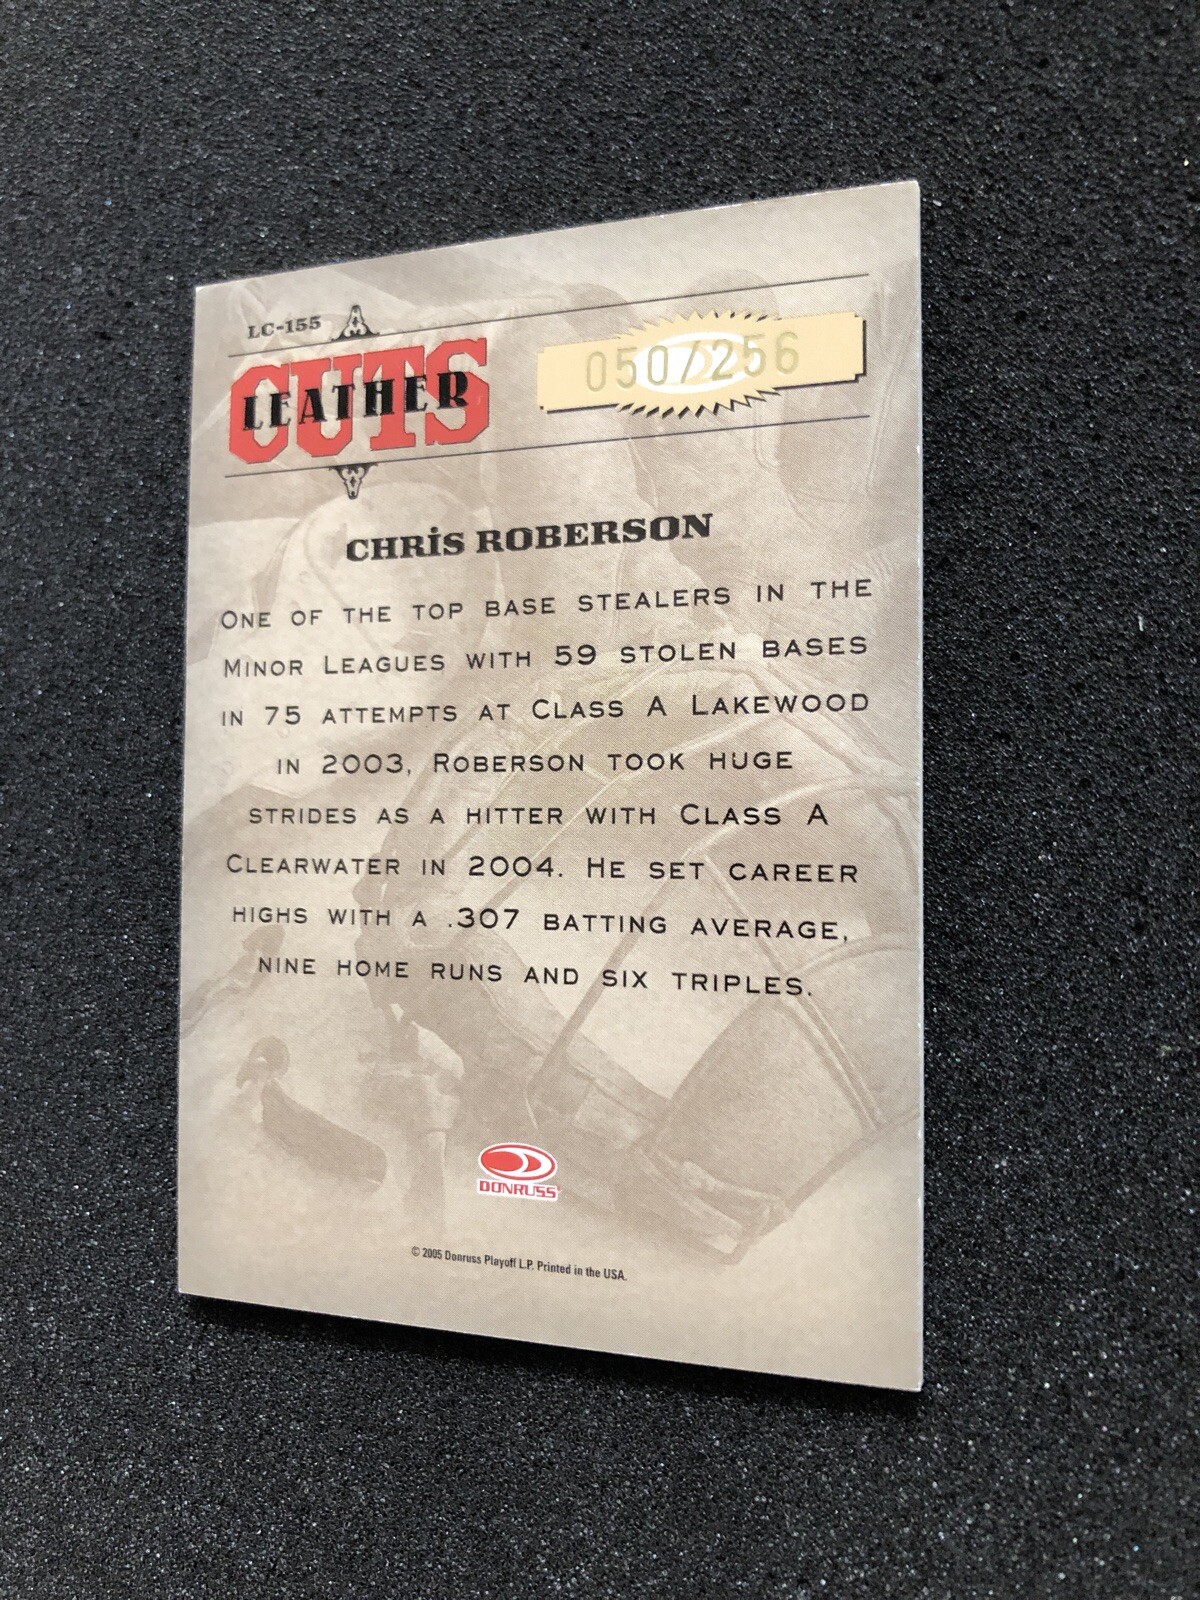 LC-155
LEATHER
CUTS
050/256
CHRiS ROBERSON
ONE OF THE TOP BASE STEALERS IN THE
MINOR LEAGUES WITH 59 STOLEN BASES
IN 75 ATTEMPTS AT CLASS A LAKEWOOD
IN 2003, ROBERSON TOOK HUGE
STRIDES AS A HITTER WITH CLASS A
CLEARWATER IN 2004. HE SET CAREER
HIGHS WITH A .307 BATTING AVERAGE,
NINE HOME RUNS AND SIX TRIPLES.
DONRUSS
© 2005 Donruss Playoff L.P. Printed in the USA.